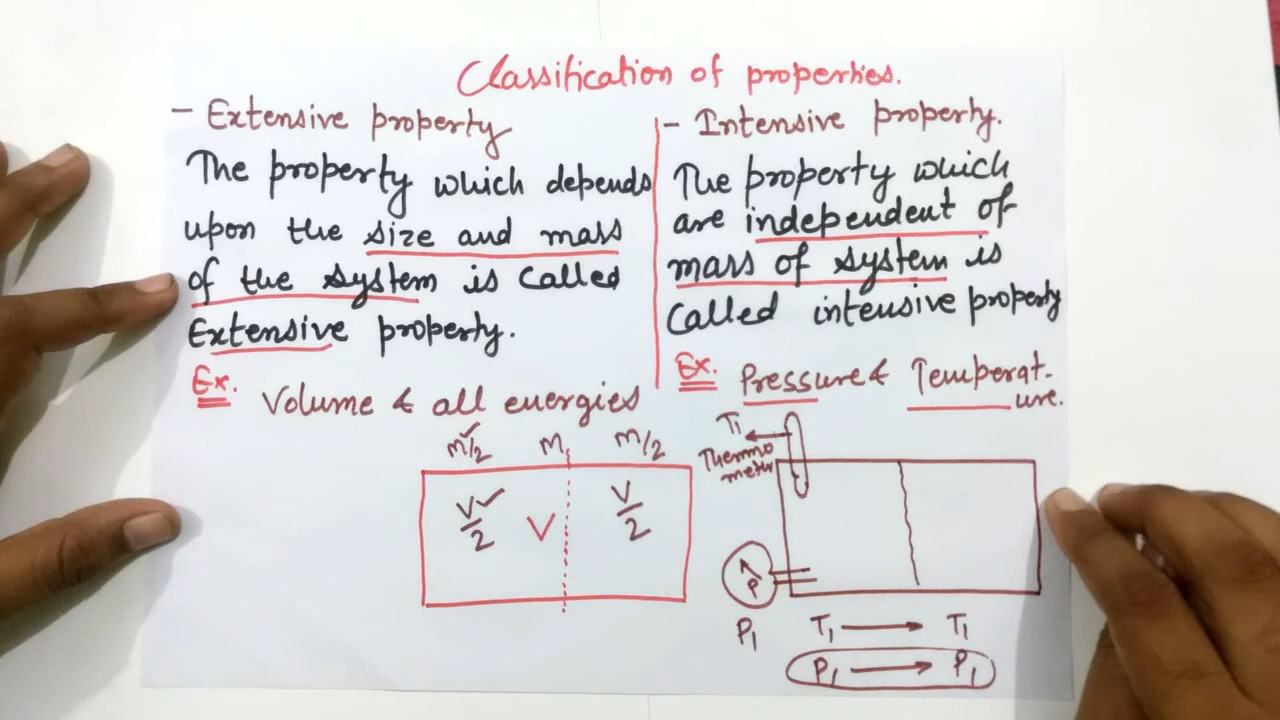 Classification of properties.
- Extensive property
The property which depends
upon the size and mass
of the system is called
Extensive property.
Ex. Volume & all energies
m/2 M m/2
V/2 V V/2
- Intensive property.
The property which
are independent of
mass of system is
called intensive property
Ex. Pressure & Temperat-
ure.
T1
Thermo
meter
P
P1
T1 → T1
P1 → P1